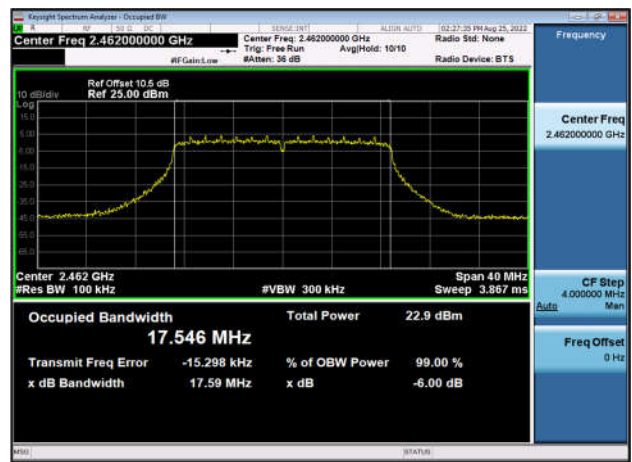 Keysight Spectrum Analyzer - Occupied BW
R RF 50 Ω DC SENSE:INT ALIGN AUTO 02:27:35 PM Aug 25, 2022
Center Freq 2.462000000 GHz Center Freq: 2.462000000 GHz Radio Std: None Frequency
Trig: Free Run Avg|Hold: 10/10
#IFGain:Low #Atten: 36 dB Radio Device: BTS
Ref Offset 10.5 dB
10 dB/div Ref 25.00 dBm
Log
15.0
5.00
-5.00
-15.0
-25.0
-35.0
-45.0
-55.0
-65.0
Center Freq
2.462000000 GHz
Center 2.462 GHz Span 40 MHz
#Res BW 100 kHz #VBW 300 kHz Sweep 3.867 ms
CF Step
4.000000 MHz
Auto Man
Occupied Bandwidth Total Power 22.9 dBm
17.546 MHz
Freq Offset
0 Hz
Transmit Freq Error -15.298 kHz % of OBW Power 99.00 %
x dB Bandwidth 17.59 MHz x dB -6.00 dB
MSG STATUS